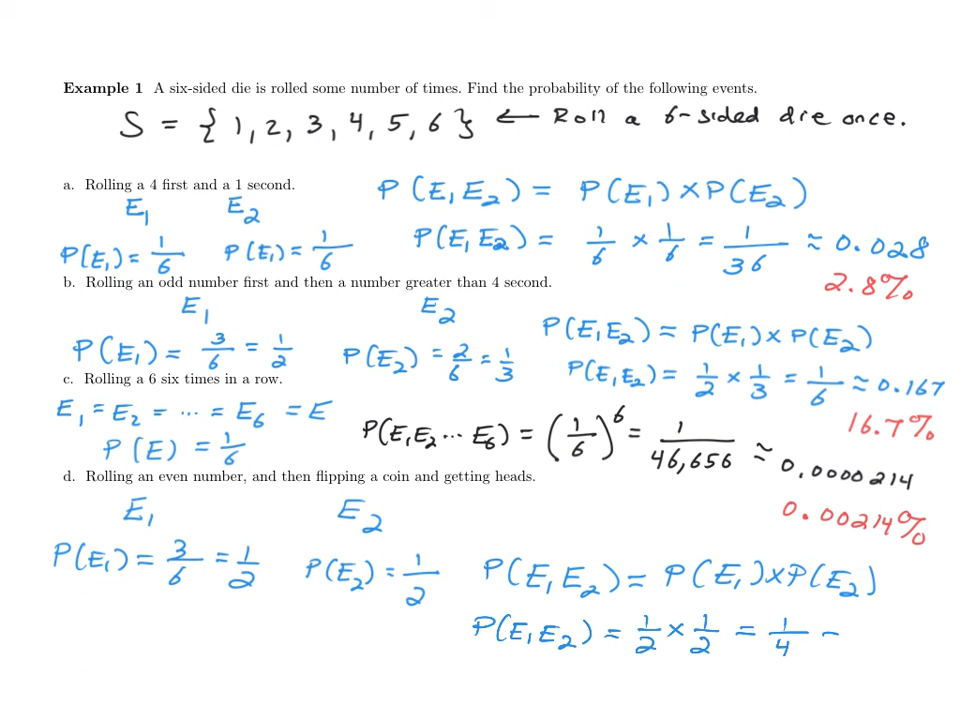 Example 1 A six-sided die is rolled some number of times. Find the probability of the following events.
S = { 1, 2, 3, 4, 5, 6 } ← Roll a 6-sided die once.
a. Rolling a 4 first and a 1 second.
P(E₁E₂) = P(E₁) × P(E₂)
E₁ E₂
P(E₁) = 1/6 P(E₁) = 1/6 P(E₁E₂) = 1/6 × 1/6 = 1/36 ≈ 0.028
2.8%
b. Rolling an odd number first and then a number greater than 4 second.
E₁ E₂
P(E₁E₂) = P(E₁) × P(E₂)
P(E₁) = 3/6 = 1/2 P(E₂) = 2/6 = 1/3 P(E₁E₂) = 1/2 × 1/3 = 1/6 ≈ 0.167
16.7%
c. Rolling a 6 six times in a row.
E₁ = E₂ = ... = E₆ = E
P(E) = 1/6
P(E₁E₂...E₆) = (1/6)⁶ = 1/46,656 ≈ 0.0000214
0.00214%
d. Rolling an even number, and then flipping a coin and getting heads.
E₁ E₂
P(E₁) = 3/6 = 1/2 P(E₂) = 1/2 P(E₁E₂) = P(E₁) × P(E₂)
P(E₁E₂) = 1/2 × 1/2 = 1/4 –